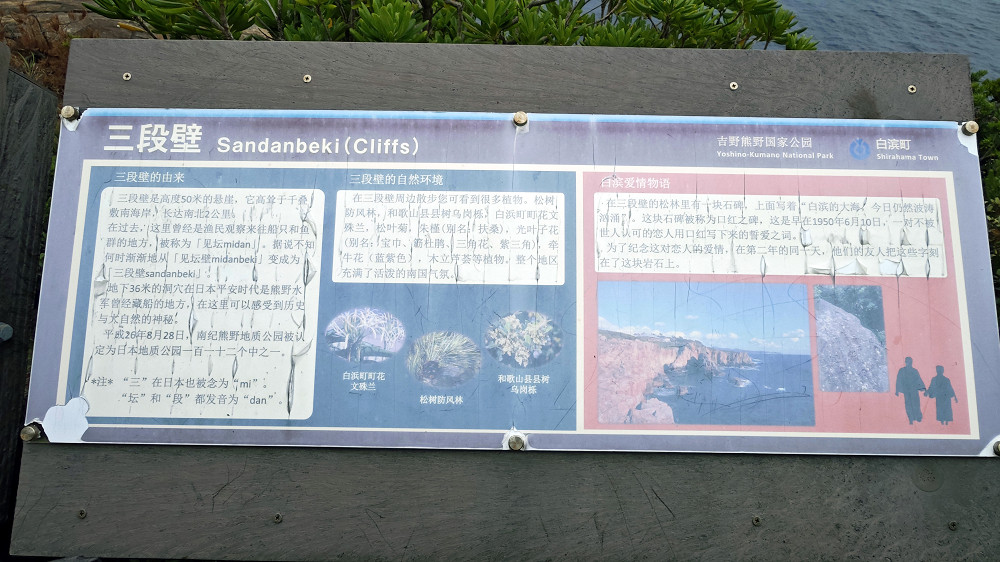 三段壁 Sandanbeki(Cliffs)
吉野熊野国家公园
Yoshino-Kumano National Park
白滨町
Shirahama Town
三段壁的由来
三段壁是高度50米的悬崖，它高耸于千叠
敷南海岸，长达南北2公里。
在过去，这里曾经是渔民观察来往船只和鱼
群的地方，被称为「见坛midan」。据说不知
何时渐渐地从「见坛壁midanbeki」变成为
「三段壁sandanbeki」
地下36米的洞穴在日本平安时代是熊野水
军曾经藏船的地方，在这里可以感受到历史
与大自然的神秘。
平成26年8月28日，南纪熊野地质公园被认
定为日本地质公园一百一十二个中之一。
*注* “三”在日本也被念为“mi”。
“坛”和“段”都发音为“dan”。
三段壁的自然环境
在三段壁周边散步您可看到很多植物。松树
防风林，和歌山县县树乌岗栎，白滨町町花文
殊兰，松叶菊，朱槿(别名：扶桑)，光叶子花
(别名：宝巾、簕杜鹃、三角花、紫三角)，牵
牛花(蓝紫色)，木立芦荟等植物。整个地区
充满了活泼的南国气氛。
白滨町町花
文殊兰
松树防风林
和歌山县县树
乌岗栎
白滨爱情物语
在三段壁的松林里有一块石碑，上面写着“白滨的大海，今日仍然波涛
汹涌”。这块石碑被称为口红之碑，这是早在1950年6月10日，一对不被
世人认可的恋人用口红写下来的誓爱之词。
为了纪念这对恋人的爱情，在第二年的同一天，他们的友人把这些字刻
在了这块岩石上。